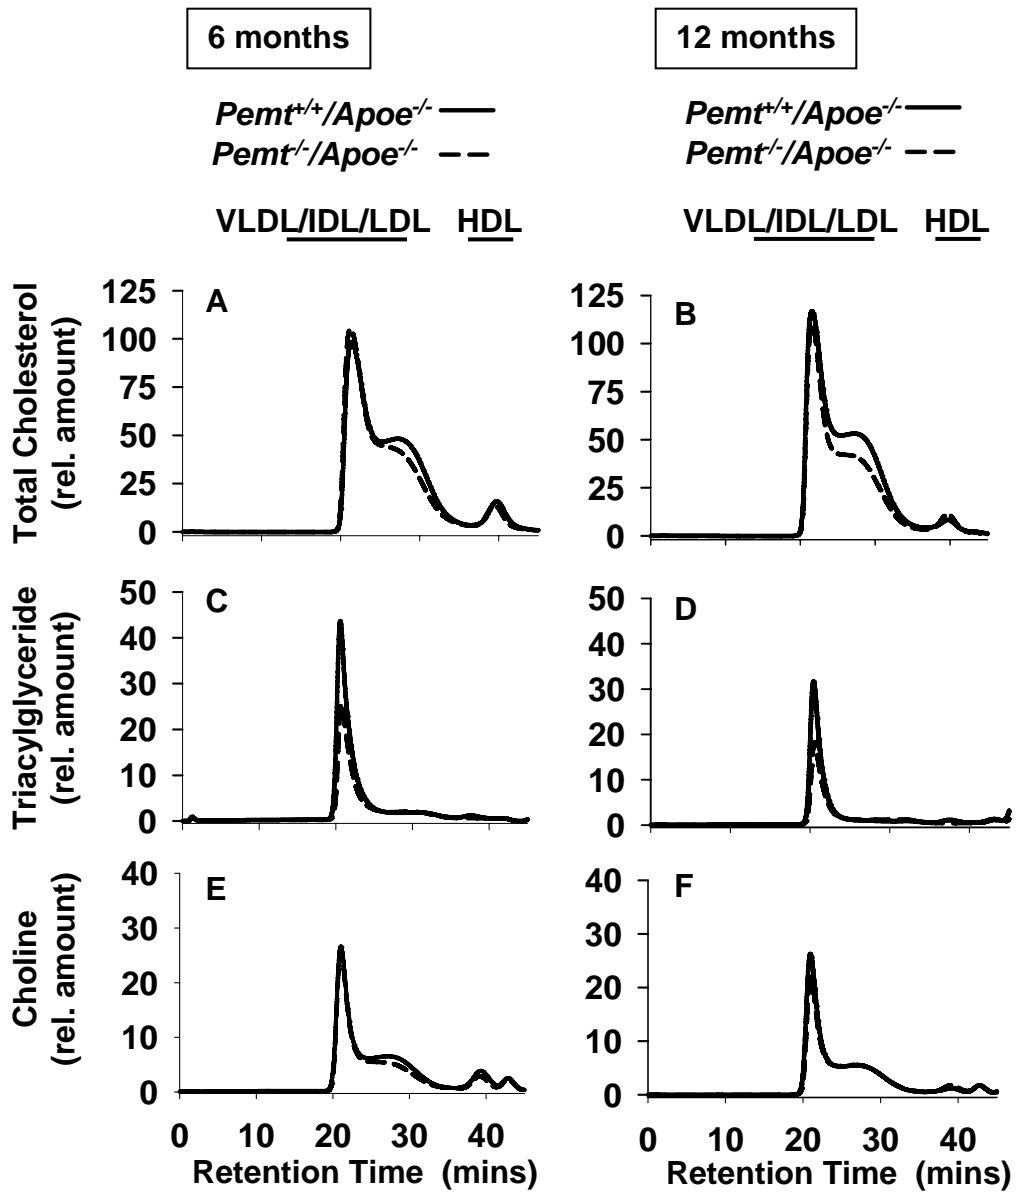 6 months
12 months
Pemt+/+/Apoe-/-
Pemt-/-/Apoe-/-
Pemt+/+/Apoe-/-
Pemt-/-/Apoe-/-
VLDL/IDL/LDL HDL
VLDL/IDL/LDL HDL
Total Cholesterol
(rel. amount)
A
125
100
75
50
25
0
B
125
100
75
50
25
0
Triacylglyceride
(rel. amount)
C
50
40
30
20
10
0
D
50
40
30
20
10
0
Choline
(rel. amount)
E
40
30
20
10
0
F
40
30
20
10
0
0 10 20 30 40
Retention Time (mins)
0 10 20 30 40
Retention Time (mins)